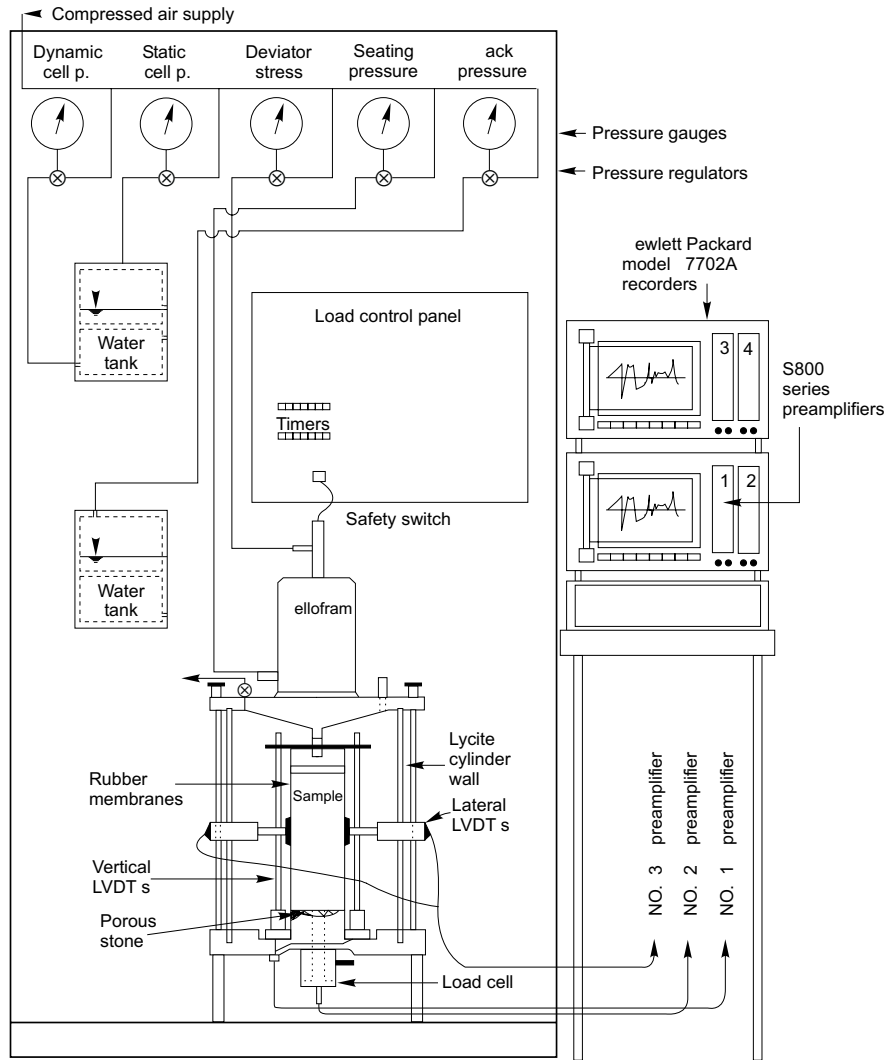 Compressed air supply
Dynamic
cell p.
Static
cell p.
Deviator
stress
Seating
pressure
ack
pressure
Pressure gauges
Pressure regulators
ewlett Packard
model 7702A
recorders
Load control panel
Water
tank
3 4
S800
series
preamplifiers
Timers
1 2
Safety switch
Water
tank
ellofram
Lycite
cylinder
wall
Rubber
membranes
Sample
Lateral
LVDT s
Vertical
LVDT s
Porous
stone
Load cell
NO. 3 preamplifier
NO. 2 preamplifier
NO. 1 preamplifier